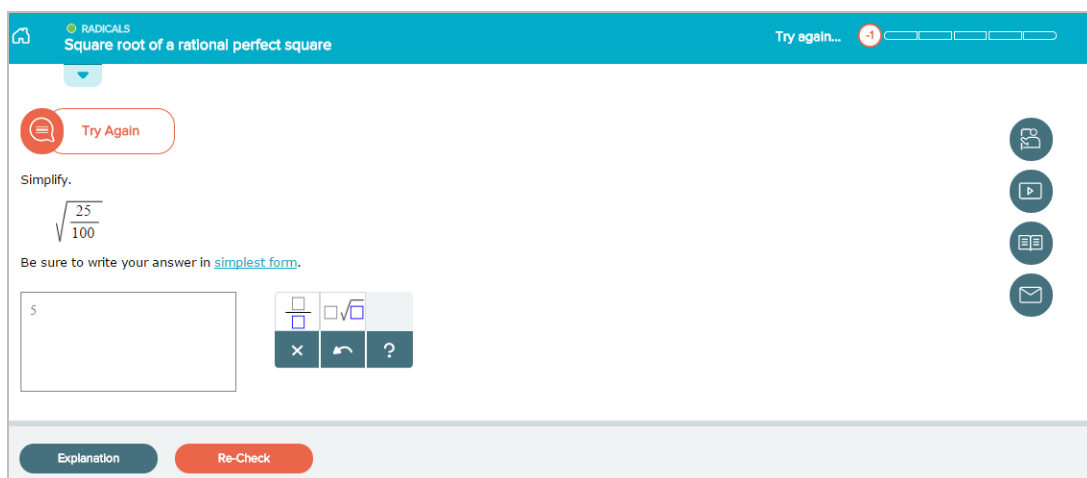 RADICALS
Square root of a rational perfect square
Try again...
-1
Try Again
Simplify.
√(25/100)
Be sure to write your answer in simplest form.
5
□/□ □√□
× ?
Explanation
Re-Check